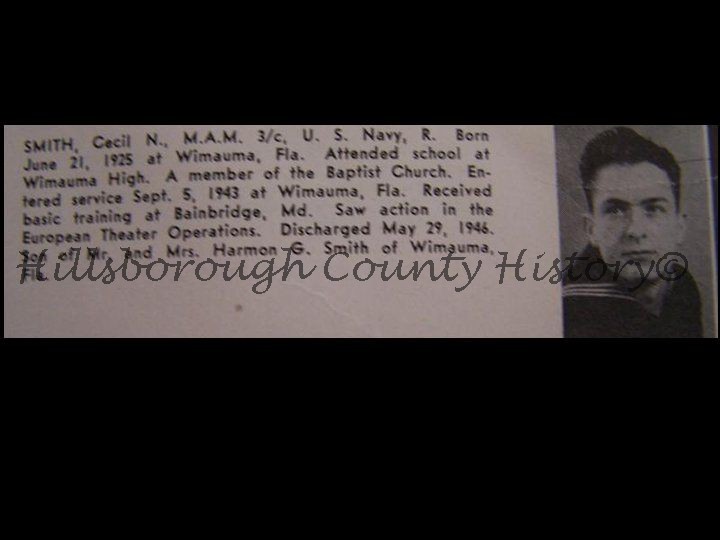 SMITH, Cecil N., M.A.M. 3/c, U. S. Navy, R. Born
June 21, 1925 at Wimauma, Fla. Attended school at
Wimauma High. A member of the Baptist Church. En-
tered service Sept. 5, 1943 at Wimauma, Fla. Received
basic training at Bainbridge, Md. Saw action in the
European Theater Operations. Discharged May 29, 1946.
Son of Mr. and Mrs. Harmon G. Smith of Wimauma,
Fla.
Hillsborough County History©